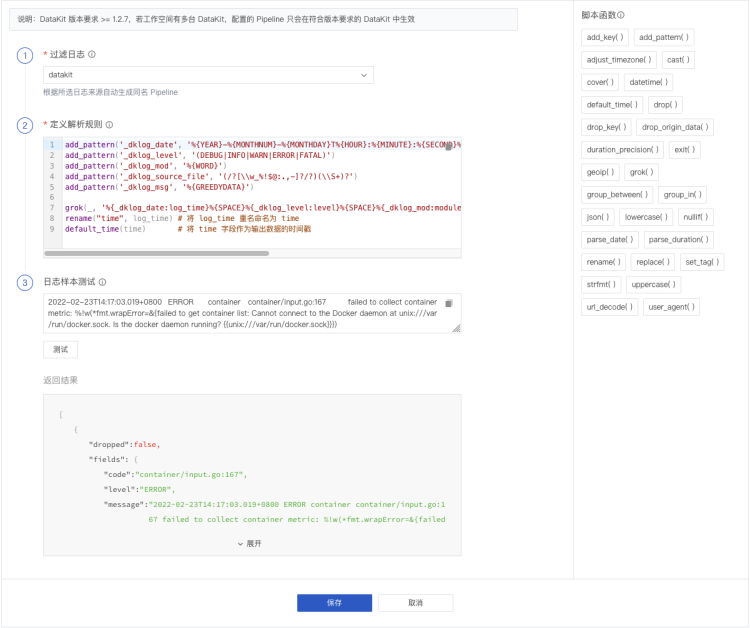 说明：DataKit 版本要求 >= 1.2.7，若工作空间有多台 DataKit，配置的 Pipeline 只会在符合版本要求的 DataKit 中生效
1 * 过滤日志
datakit
根据所选日志来源自动生成同名 Pipeline
2 * 定义解析规则
1 add_pattern('_dklog_date', '%{YEAR}-%{MONTHNUM}-%{MONTHDAY}T%{HOUR}:%{MINUTE}:%{SECOND}%
2 add_pattern('_dklog_level', '(DEBUG|INFO|WARN|ERROR|FATAL)')
3 add_pattern('_dklog_mod', '%{WORD}')
4 add_pattern('_dklog_source_file', '(/?[\\w_%!$@:.,-]?/?)(\\S+)?')
5 add_pattern('_dklog_msg', '%{GREEDYDATA}')
6
7 grok(_, '%{_dklog_date:log_time}%{SPACE}%{_dklog_level:level}%{SPACE}%{_dklog_mod:module
8 rename("time", log_time) # 将 log_time 重名命名为 time
9 default_time(time) # 将 time 字段作为输出数据的时间戳
3 日志样本测试
2022-02-23T14:17:03.019+0800 ERROR container container/input.go:167 failed to collect container
metric: %!w(*fmt.wrapError=&{failed to get container list: Cannot connect to the Docker daemon at unix:///var
/run/docker.sock. Is the docker daemon running? {{unix:///var/run/docker.sock}}})
测试
返回结果
[
{
"dropped":false,
"fields": {
"code":"container/input.go:167",
"level":"ERROR",
"message":"2022-02-23T14:17:03.019+0800 ERROR container container/input.go:1
67 failed to collect container metric: %!w(*fmt.wrapError=&{failed
展开
保存
取消
脚本函数
add_key( ) add_pattern( )
adjust_timezone( ) cast( )
cover( ) datetime( )
default_time( ) drop( )
drop_key( ) drop_origin_data( )
duration_precision( ) exit( )
geoip( ) grok( )
group_between( ) group_in( )
json( ) lowercase( ) nullif( )
parse_date( ) parse_duration( )
rename( ) replace( ) set_tag( )
strfmt( ) uppercase( )
url_decode( ) user_agent( )